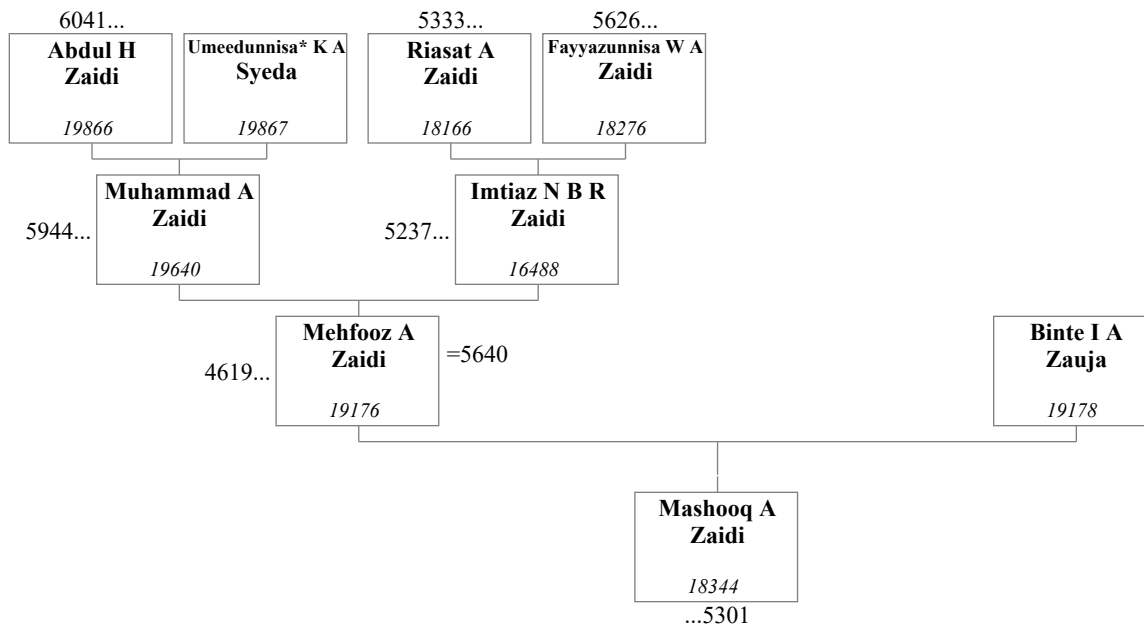 6041...
5333...
5626...
Abdul H
Zaidi
19866
Umeedunnisa* K A
Syeda
19867
Riasat A
Zaidi
18166
Fayyazunnisa W A
Zaidi
18276
5944...
Muhammad A
Zaidi
19640
5237...
Imtiaz N B R
Zaidi
16488
4619...
Mehfooz A
Zaidi
19176
=5640
Binte I A
Zauja
19178
Mashooq A
Zaidi
18344
...5301